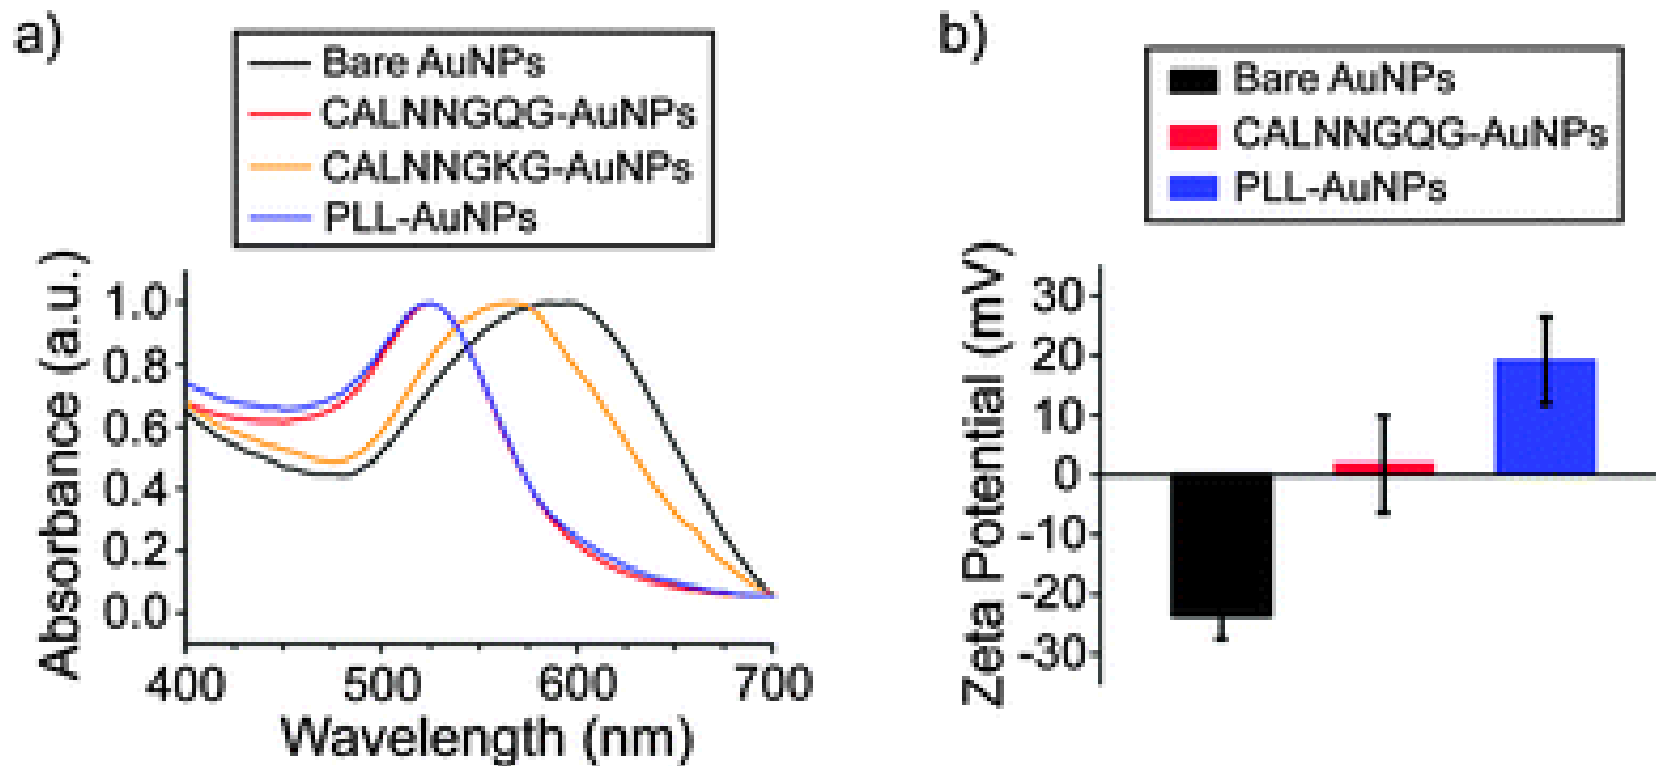 a)
Bare AuNPs
CALNNGQG-AuNPs
CALNNGKG-AuNPs
PLL-AuNPs
Absorbance (a.u.)
1.0
0.8
0.6
0.4
0.2
0.0
400 500 600 700
Wavelength (nm)
b)
Bare AuNPs
CALNNGQG-AuNPs
PLL-AuNPs
Zeta Potential (mV)
30
20
10
0
-10
-20
-30